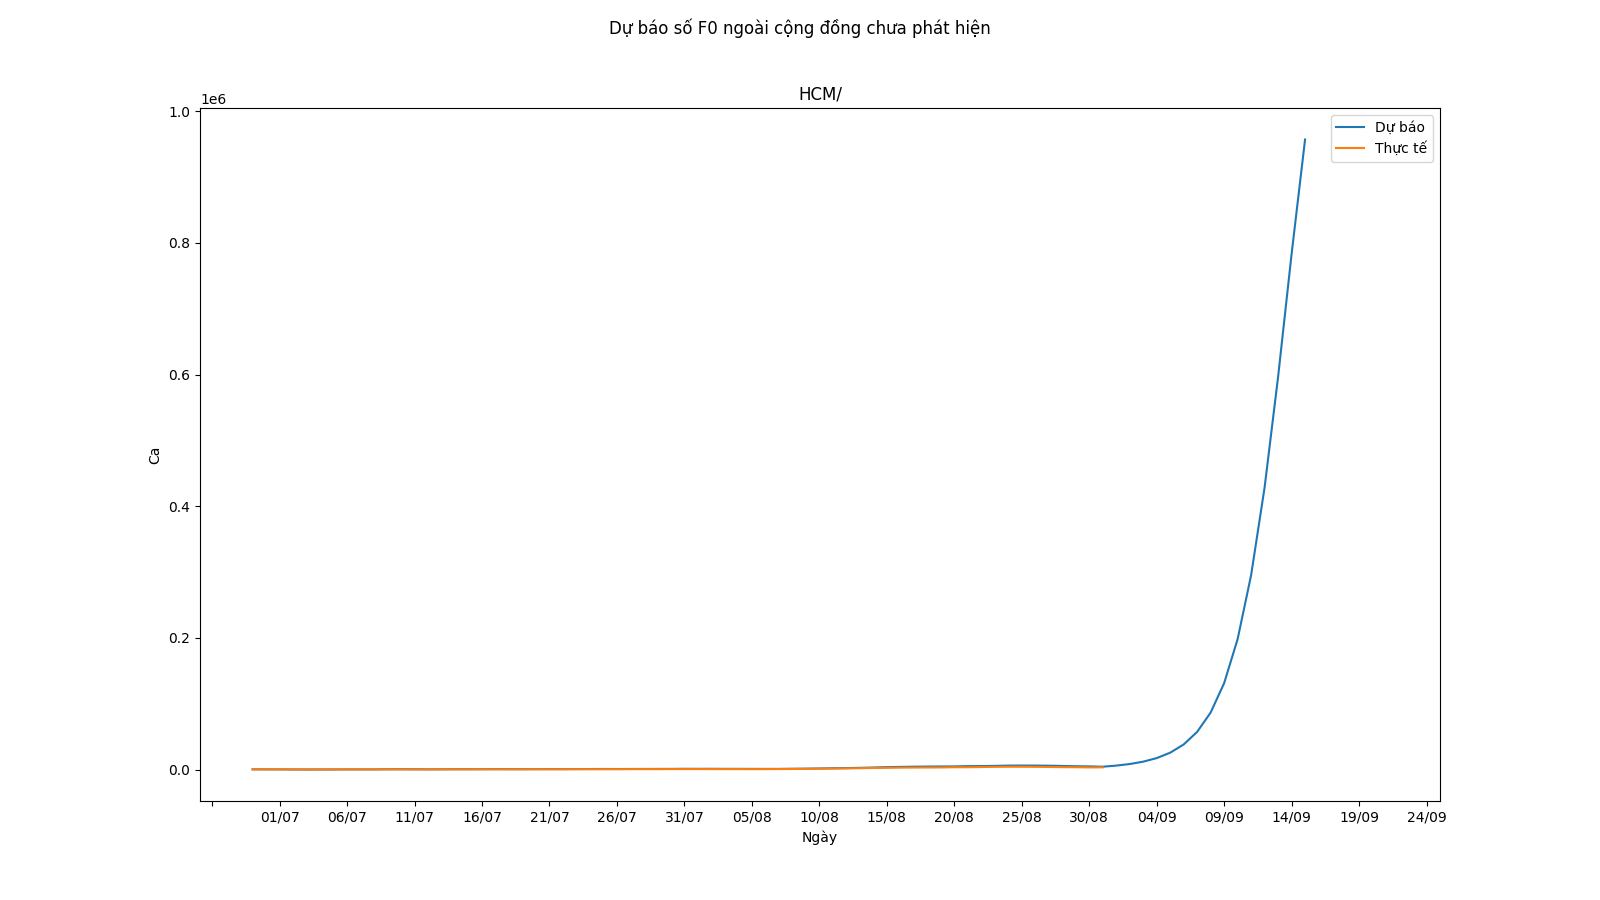 Dự báo số F0 ngoài cộng đồng chưa phát hiện
HCM/
1e6
1.0
0.8
0.6
0.4
0.2
0.0
Ca
Dự báo
Thực tế
01/07 06/07 11/07 16/07 21/07 26/07 31/07 05/08 10/08 15/08 20/08 25/08 30/08 04/09 09/09 14/09 19/09 24/09
Ngày